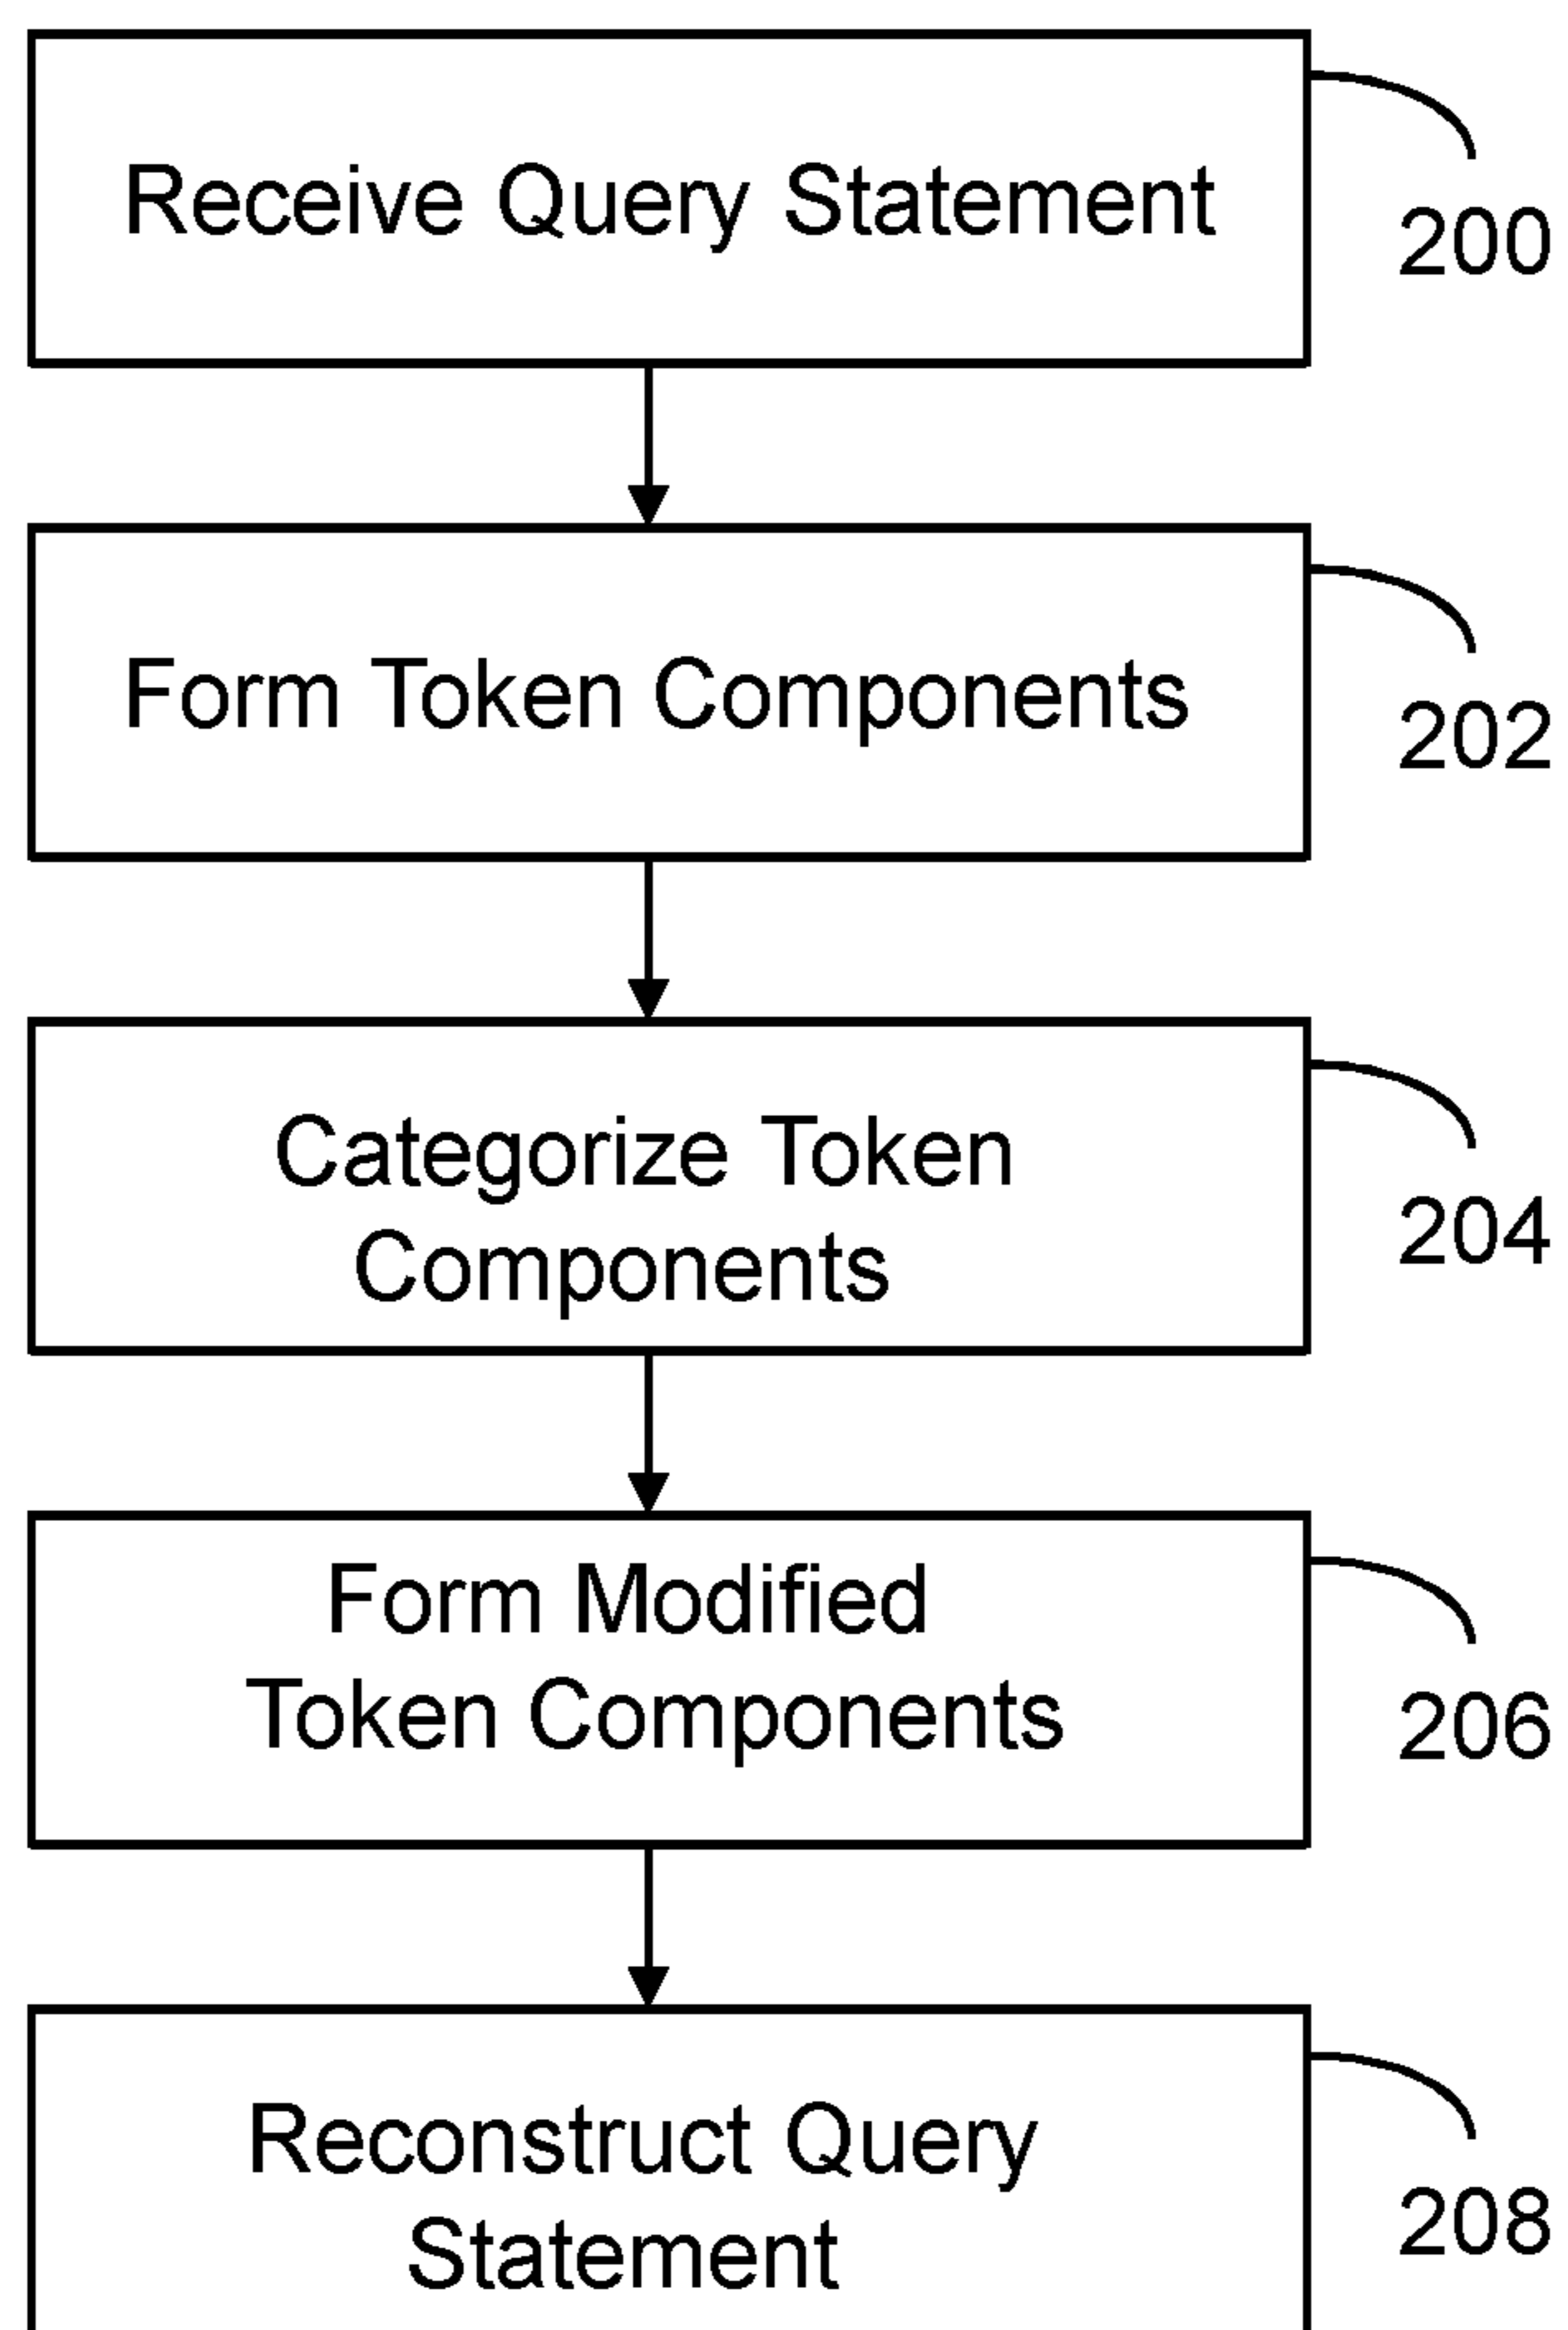 Receive Query Statement
200
Form Token Components
202
Categorize Token
Components
204
Form Modified
Token Components
206
Reconstruct Query
Statement
208